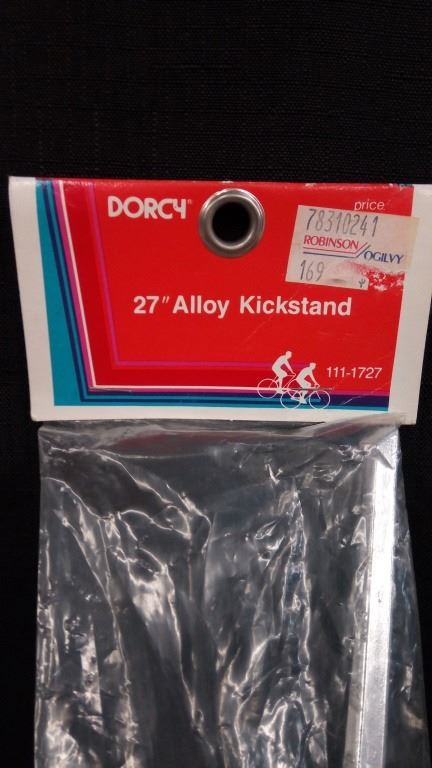 DORCY®
price
78310241
ROBINSON
OGILVY
169
27" Alloy Kickstand
111-1727